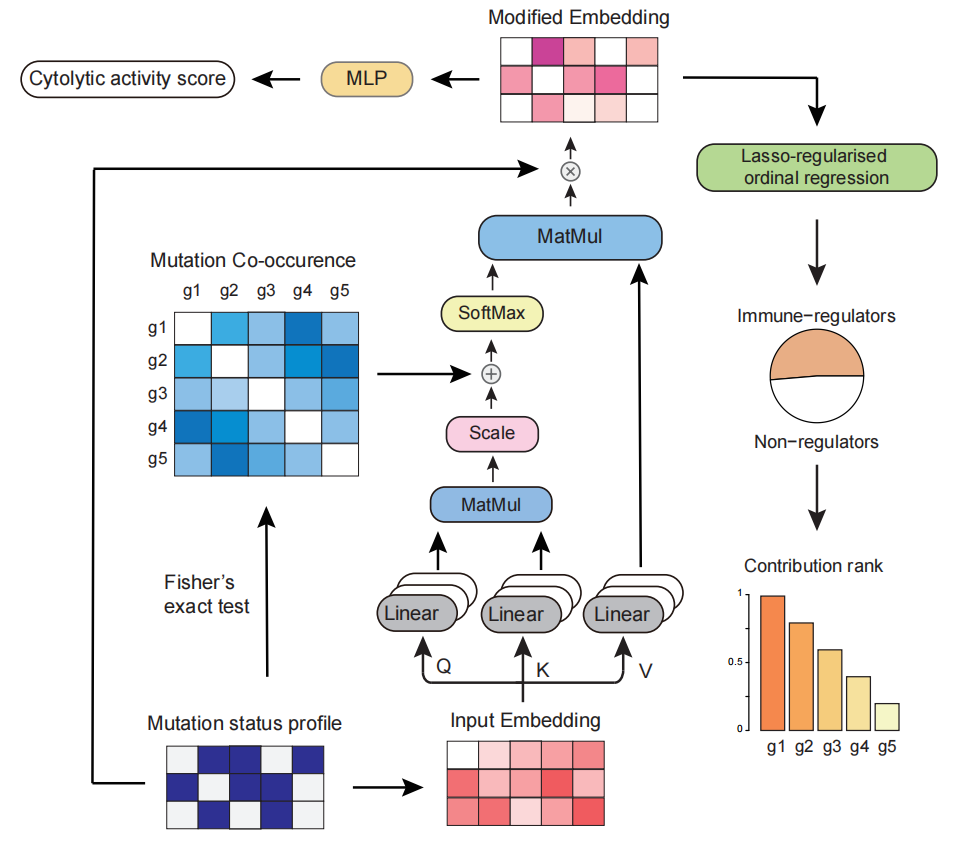 Modified Embedding
Cytolytic activity score
MLP
Lasso-regularised
ordinal regression
MatMul
Mutation Co-occurence
g1 g2 g3 g4 g5
g1
g2
g3
g4
g5
SoftMax
Scale
MatMul
Immune-regulators
Non-regulators
Fisher's
exact test
Linear
Linear
Linear
Q
K
V
Contribution rank
1
0.5
0
g1 g2 g3 g4 g5
Mutation status profile
Input Embedding